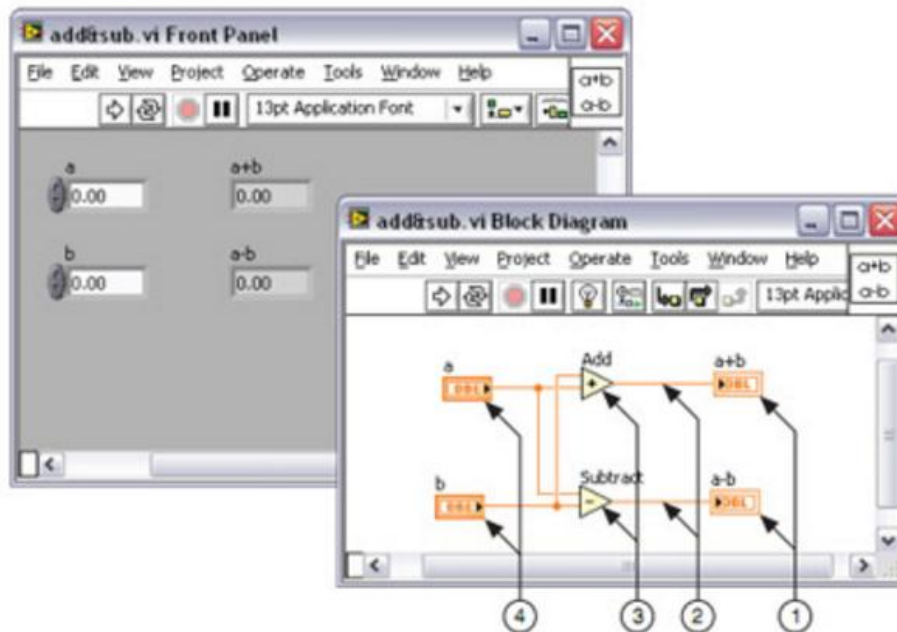 add&sub.vi Front Panel
File Edit View Project Operate Tools Window Help
a+b
a-b
13pt Application Font
a
0.00
a+b
0.00
b
0.00
a-b
0.00
add&sub.vi Block Diagram
File Edit View Project Operate Tools Window Help
a+b
a-b
13pt Applic
a
DBL
Add
+
a+b
DBL
b
DBL
Subtract
-
a-b
DBL
4 3 2 1